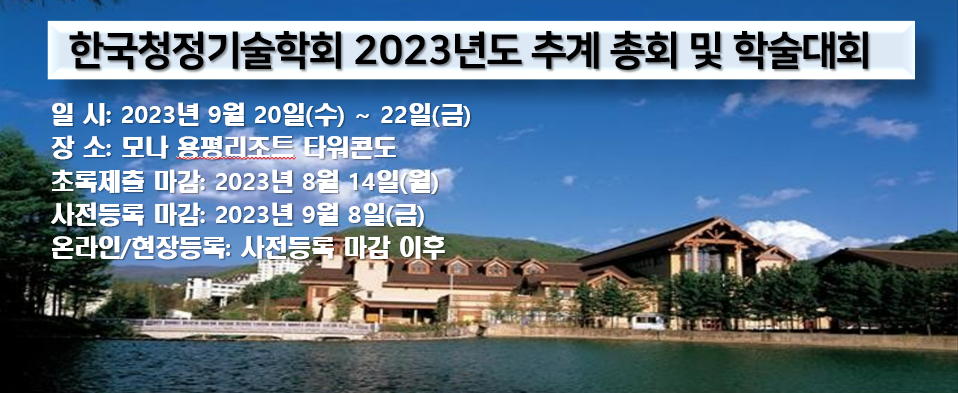 한국청정기술학회 2023년도 추계 총회 및 학술대회
일 시: 2023년 9월 20일(수) ~ 22일(금)
장 소: 모나 용평리조트 타워콘도
초록제출 마감: 2023년 8월 14일(월)
사전등록 마감: 2023년 9월 8일(금)
온라인/현장등록: 사전등록 마감 이후